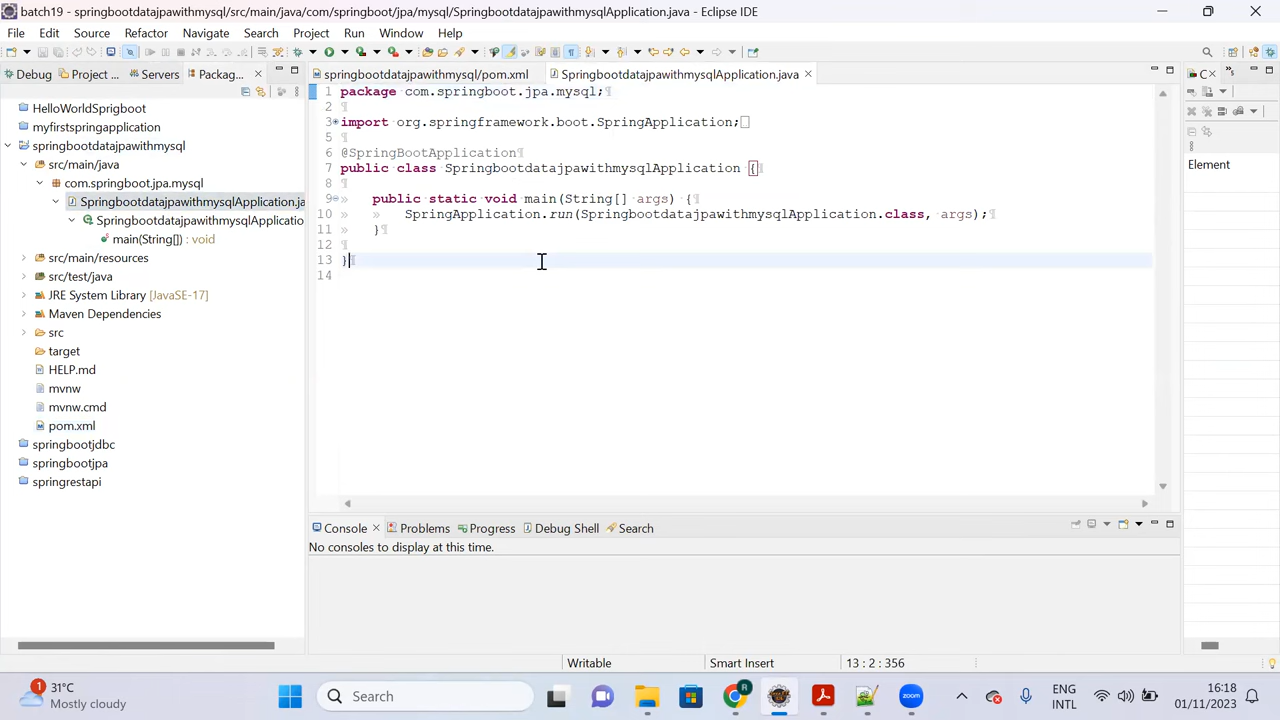 batch19 - springbootdatajpawithmysql/src/main/java/com/springboot/jpa/mysql/SpringbootdatajpawithmysqlApplication.java - Eclipse IDE
File Edit Source Refactor Navigate Search Project Run Window Help
Debug Project ... Servers Packag...
springbootdatajpawithmysql/pom.xml SpringbootdatajpawithmysqlApplication.java
HelloWorldSprigboot
myfirstspringapplication
springbootdatajpawithmysql
src/main/java
com.springboot.jpa.mysql
SpringbootdatajpawithmysqlApplication.ja
SpringbootdatajpawithmysqlApplicatio
main(String[]) : void
src/main/resources
src/test/java
JRE System Library [JavaSE-17]
Maven Dependencies
src
target
HELP.md
mvnw
mvnw.cmd
pom.xml
springbootjdbc
springbootjpa
springrestapi
1 package com.springboot.jpa.mysql;
2
3 import org.springframework.boot.SpringApplication;
5
6 @SpringBootApplication
7 public class SpringbootdatajpawithmysqlApplication {
8
9 public static void main(String[] args) {
10 SpringApplication.run(SpringbootdatajpawithmysqlApplication.class, args);
11 }
12
13 }
14
C
Element
Console Problems Progress Debug Shell Search
No consoles to display at this time.
Writable Smart Insert 13 : 2 : 356
1 31°C
Mostly cloudy
Search
R
zoom
ENG
INTL
16:18
01/11/2023